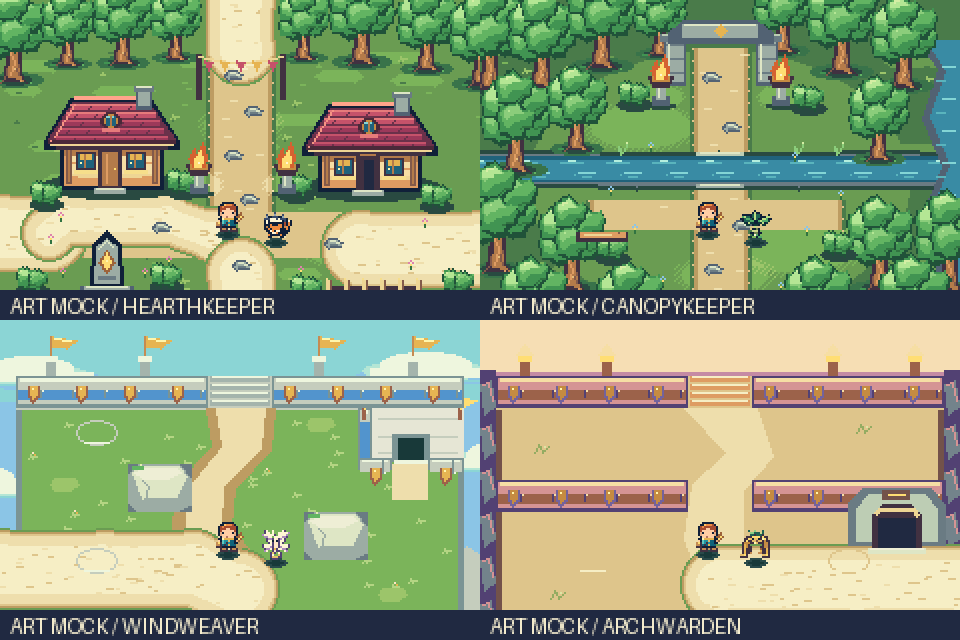 ART MOCK / HEARTHKEEPER
ART MOCK / CANOPYKEEPER
ART MOCK / WINDWEAVER
ART MOCK / ARCHWARDEN